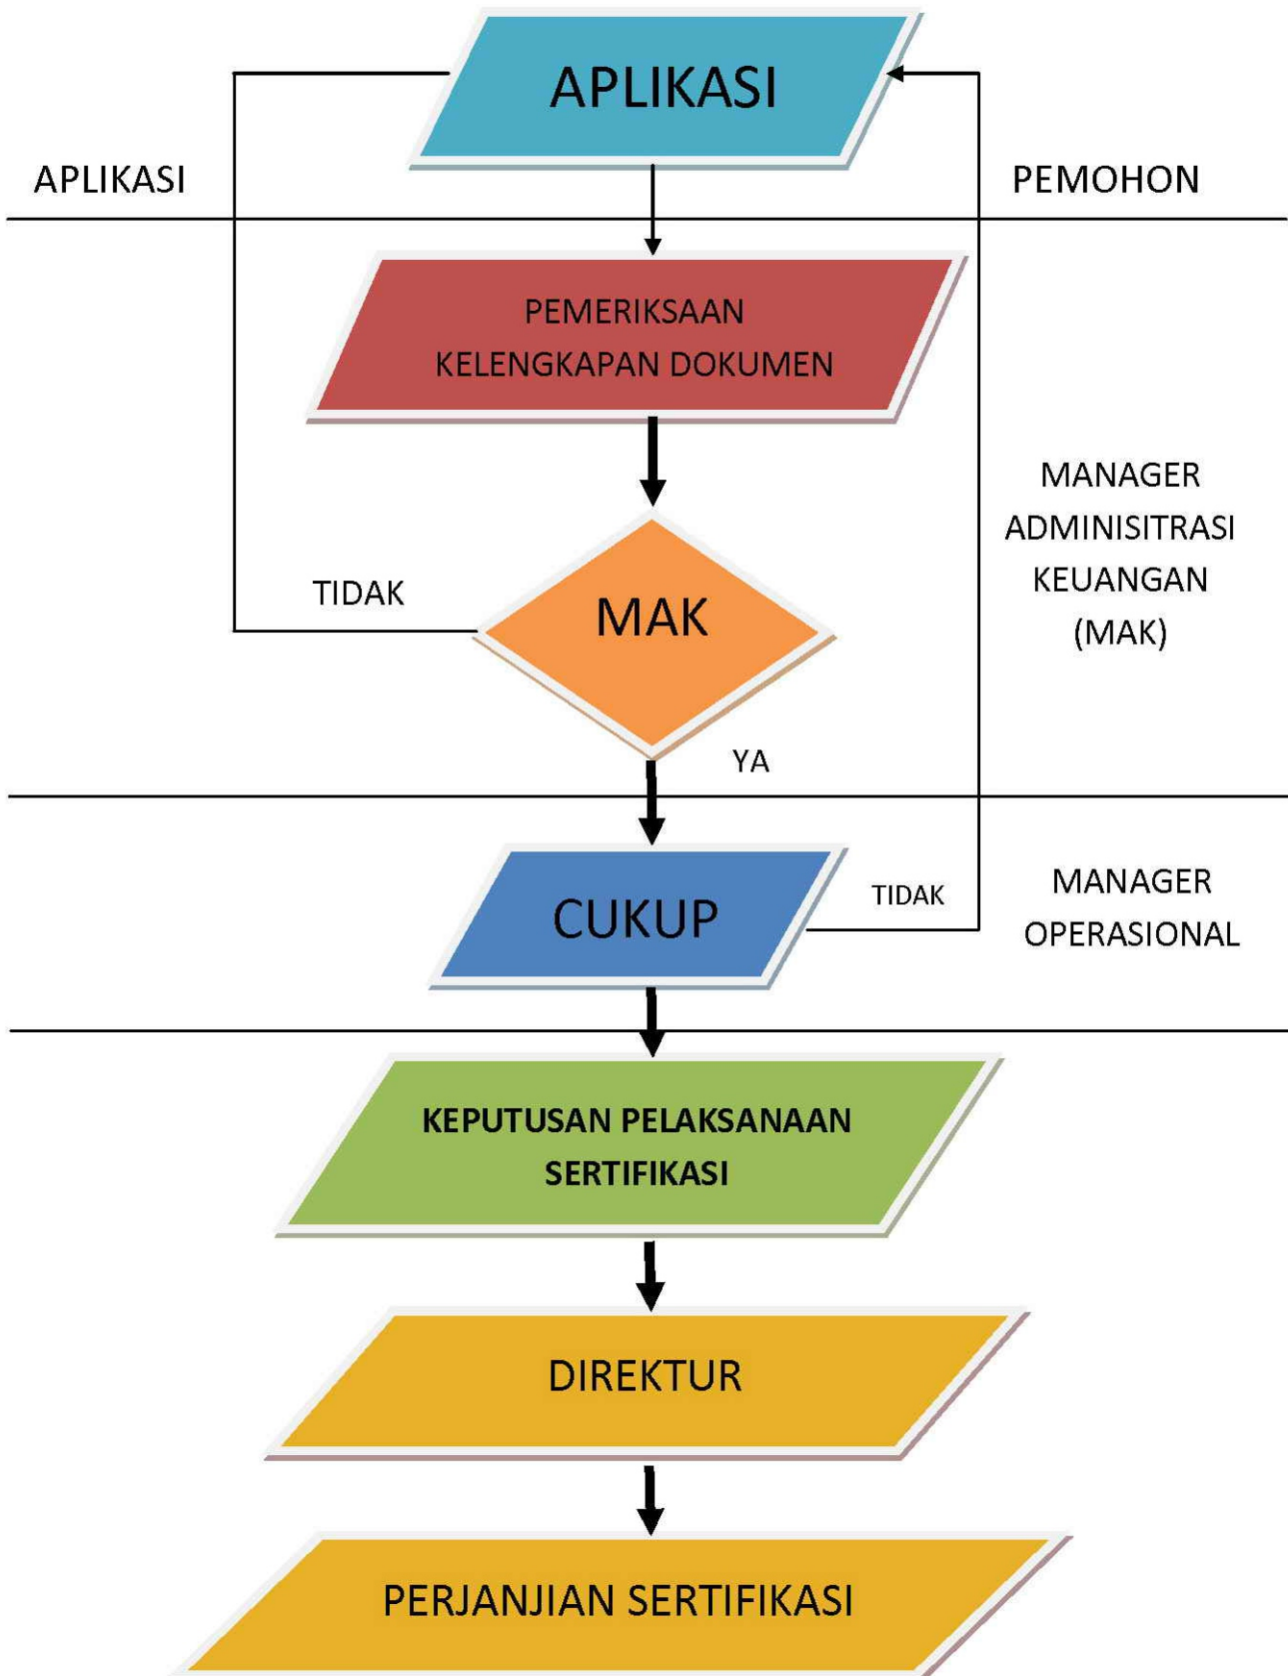 APLIKASI
APLIKASI
PEMOHON
PEMERIKSAAN
KELENGKAPAN DOKUMEN
MANAGER
ADMINISITRASI
KEUANGAN
(MAK)
TIDAK
MAK
YA
CUKUP
TIDAK
MANAGER
OPERASIONAL
KEPUTUSAN PELAKSANAAN
SERTIFIKASI
DIREKTUR
PERJANJIAN SERTIFIKASI